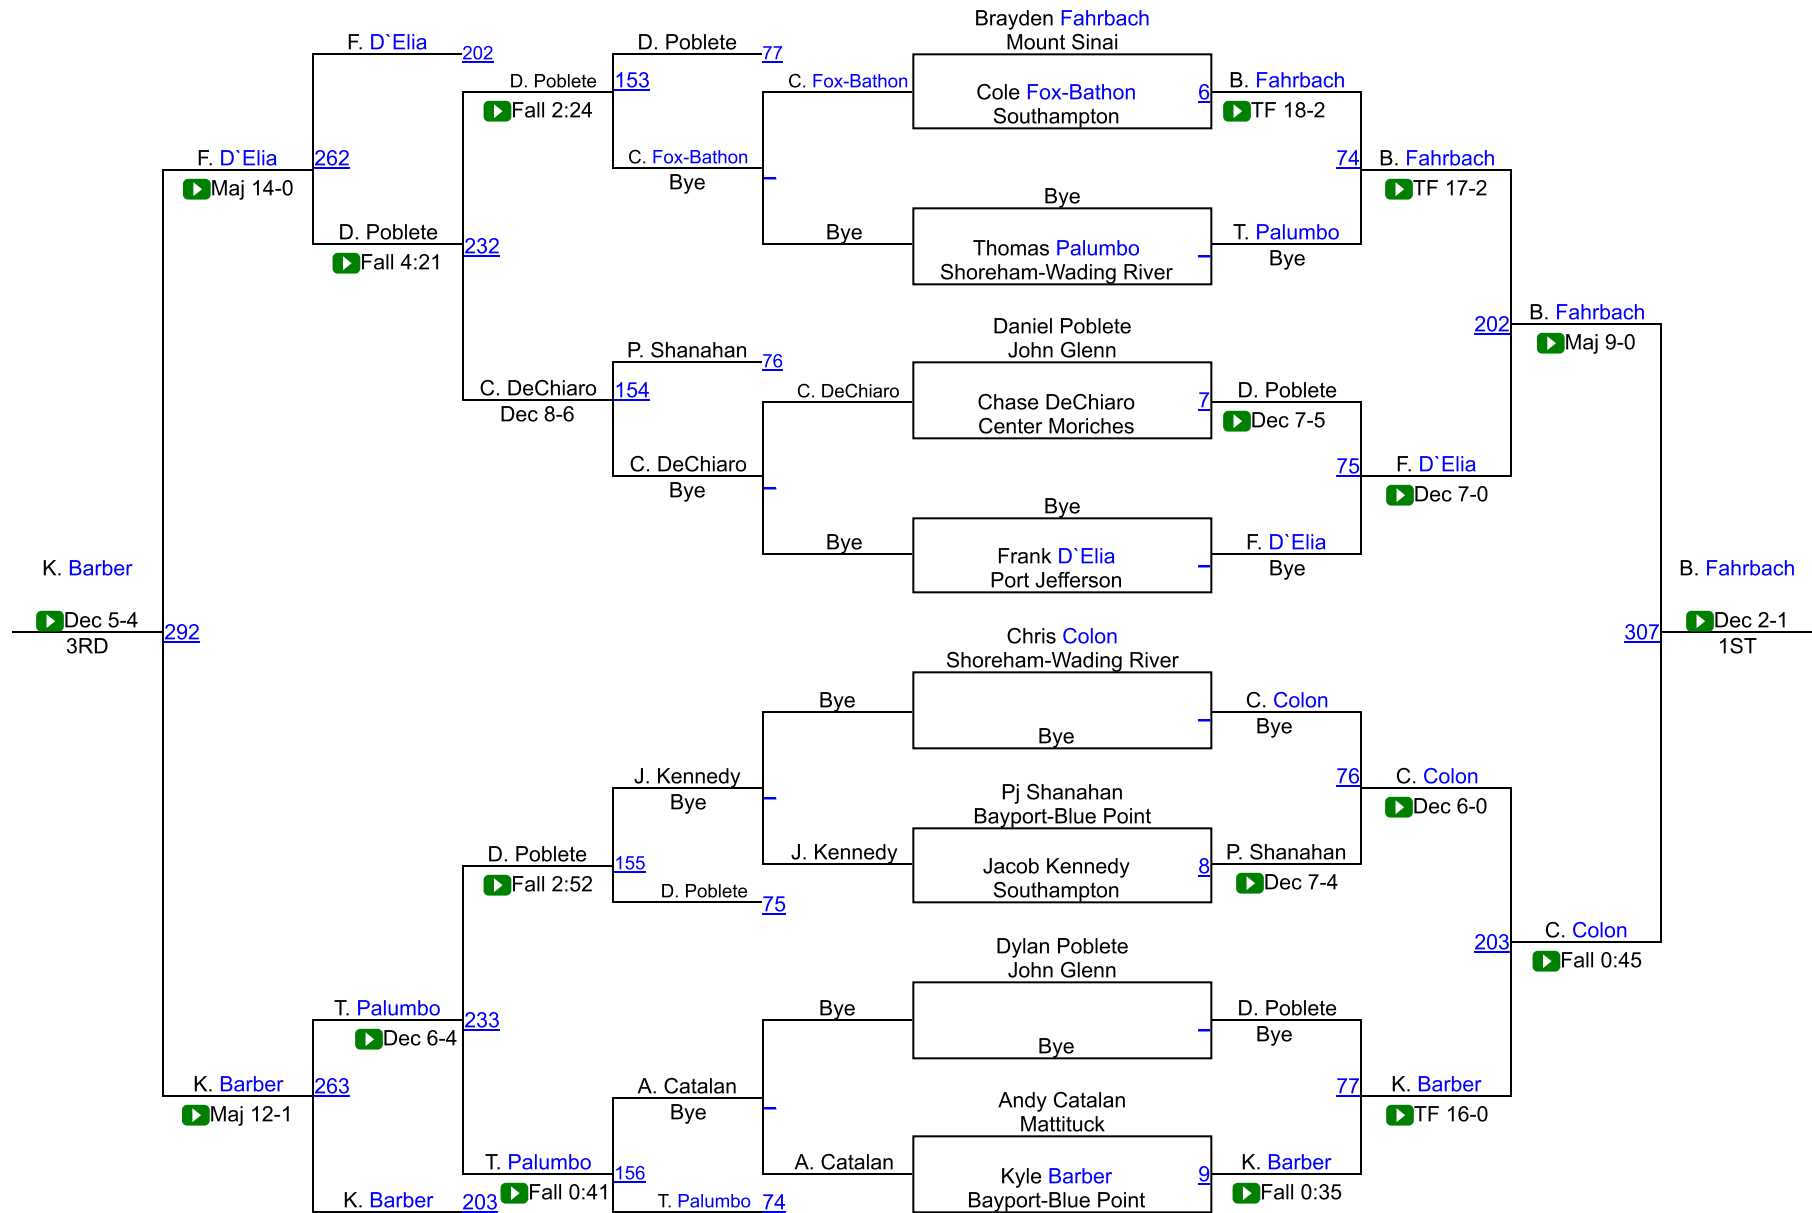 Brayden Fahrbach
Mount Sinai
F. D`Elia
202
D. Poblete
77
D. Poblete
153
Fall 2:24
C. Fox-Bathon
Cole Fox-Bathon
Southampton
6
B. Fahrbach
TF 18-2
F. D`Elia
262
Maj 14-0
C. Fox-Bathon
Bye
74
B. Fahrbach
TF 17-2
Bye
D. Poblete
232
Fall 4:21
Bye
Thomas Palumbo
Shoreham-Wading River
T. Palumbo
Bye
Daniel Poblete
John Glenn
202
B. Fahrbach
Maj 9-0
P. Shanahan
76
C. DeChiaro
154
Dec 8-6
C. DeChiaro
Chase DeChiaro
Center Moriches
7
D. Poblete
Dec 7-5
C. DeChiaro
Bye
75
F. D`Elia
Dec 7-0
Bye
Bye
Frank D`Elia
Port Jefferson
F. D`Elia
Bye
K. Barber
Dec 5-4
3RD
292
B. Fahrbach
307
Dec 2-1
1ST
Chris Colon
Shoreham-Wading River
Bye
C. Colon
Bye
Bye
J. Kennedy
Bye
Pj Shanahan
Bayport-Blue Point
76
C. Colon
Dec 6-0
D. Poblete
155
Fall 2:52
J. Kennedy
Jacob Kennedy
Southampton
8
P. Shanahan
Dec 7-4
D. Poblete
75
Dylan Poblete
John Glenn
203
C. Colon
Fall 0:45
T. Palumbo
233
Dec 6-4
Bye
D. Poblete
Bye
Bye
K. Barber
263
Maj 12-1
A. Catalan
Bye
Andy Catalan
Mattituck
77
K. Barber
TF 16-0
T. Palumbo
156
Fall 0:41
A. Catalan
Kyle Barber
Bayport-Blue Point
9
K. Barber
Fall 0:35
K. Barber
203
T. Palumbo
74